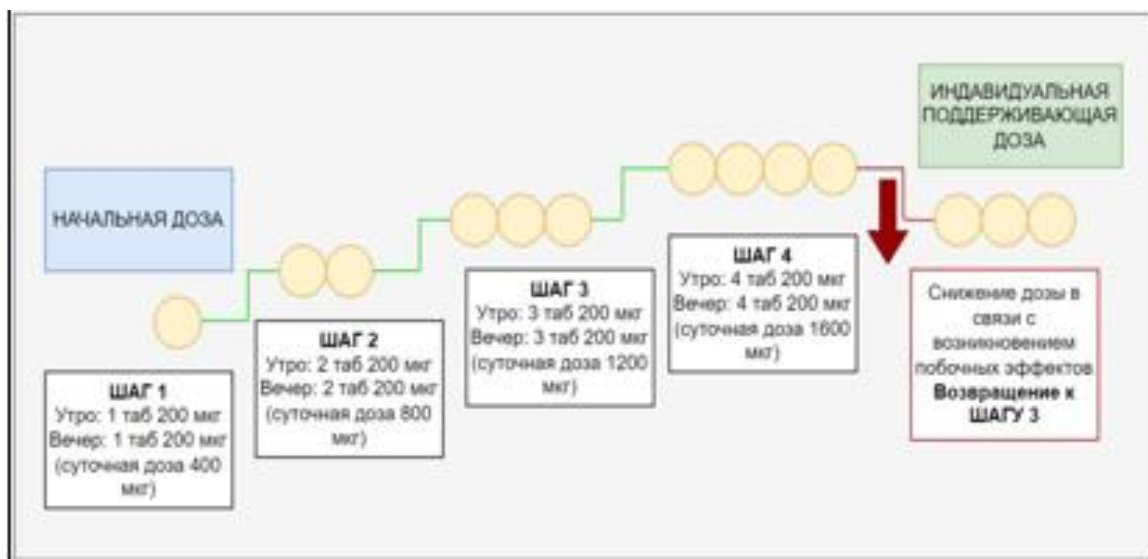 НАЧАЛЬНАЯ ДОЗА
ШАГ 1
Утро: 1 таб 200 мкг
Вечер: 1 таб 200 мкг
(суточная доза 400
мкг)
ШАГ 2
Утро: 2 таб 200 мкг
Вечер: 2 таб 200 мкг
(суточная доза 800
мкг)
ШАГ 3
Утро: 3 таб 200 мкг
Вечер: 3 таб 200 мкг
(суточная доза 1200
мкг)
ШАГ 4
Утро: 4 таб 200 мкг
Вечер: 4 таб 200 мкг
(суточная доза 1600
мкг)
ИНДАВИДУАЛЬНАЯ
ПОДДЕРЖИВАЮЩАЯ
ДОЗА
Снижение дозы в
связи с
возникновением
побочных эффектов
Возвращение к
ШАГУ 3